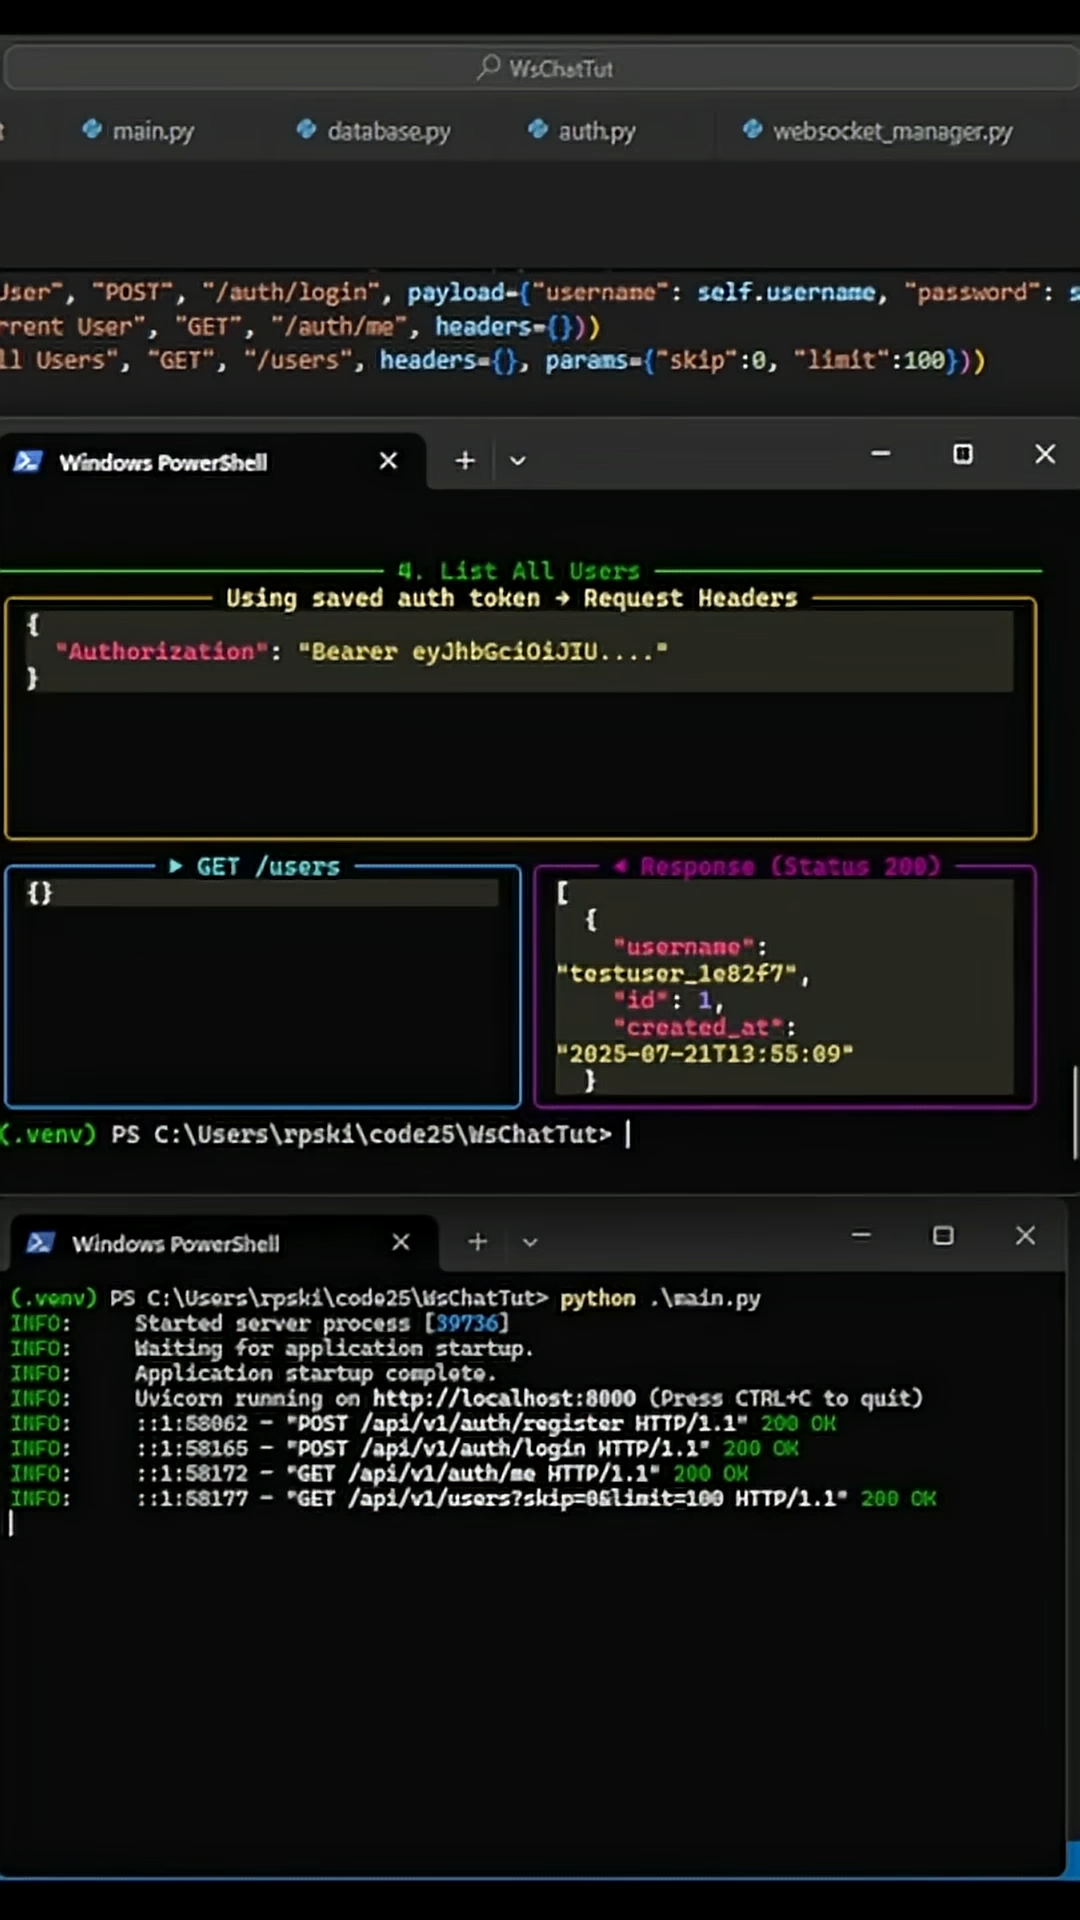 WsChatTut
t main.py database.py auth.py websocket_manager.py
User", "POST", "/auth/login", payload={"username": self.username, "password": s
rrent User", "GET", "/auth/me", headers={}))
ll Users", "GET", "/users", headers={}, params={"skip":0, "limit":100}))
Windows PowerShell
4. List All Users
Using saved auth token → Request Headers
{
"Authorization": "Bearer eyJhbGciOiJIU...."
}
► GET /users
{}
◄ Response (Status 200)
[
{
"username":
"testuser_1e82f7",
"id": 1,
"created_at":
"2025-07-21T13:55:09"
}
(.venv) PS C:\Users\rpski\code25\WsChatTut>
Windows PowerShell
(.venv) PS C:\Users\rpski\code25\WsChatTut> python .\main.py
INFO: Started server process [39736]
INFO: Waiting for application startup.
INFO: Application startup complete.
INFO: Uvicorn running on http://localhost:8000 (Press CTRL+C to quit)
INFO: ::1:58062 - "POST /api/v1/auth/register HTTP/1.1" 200 OK
INFO: ::1:58165 - "POST /api/v1/auth/login HTTP/1.1" 200 OK
INFO: ::1:58172 - "GET /api/v1/auth/me HTTP/1.1" 200 OK
INFO: ::1:58177 - "GET /api/v1/users?skip=0&limit=100 HTTP/1.1" 200 OK